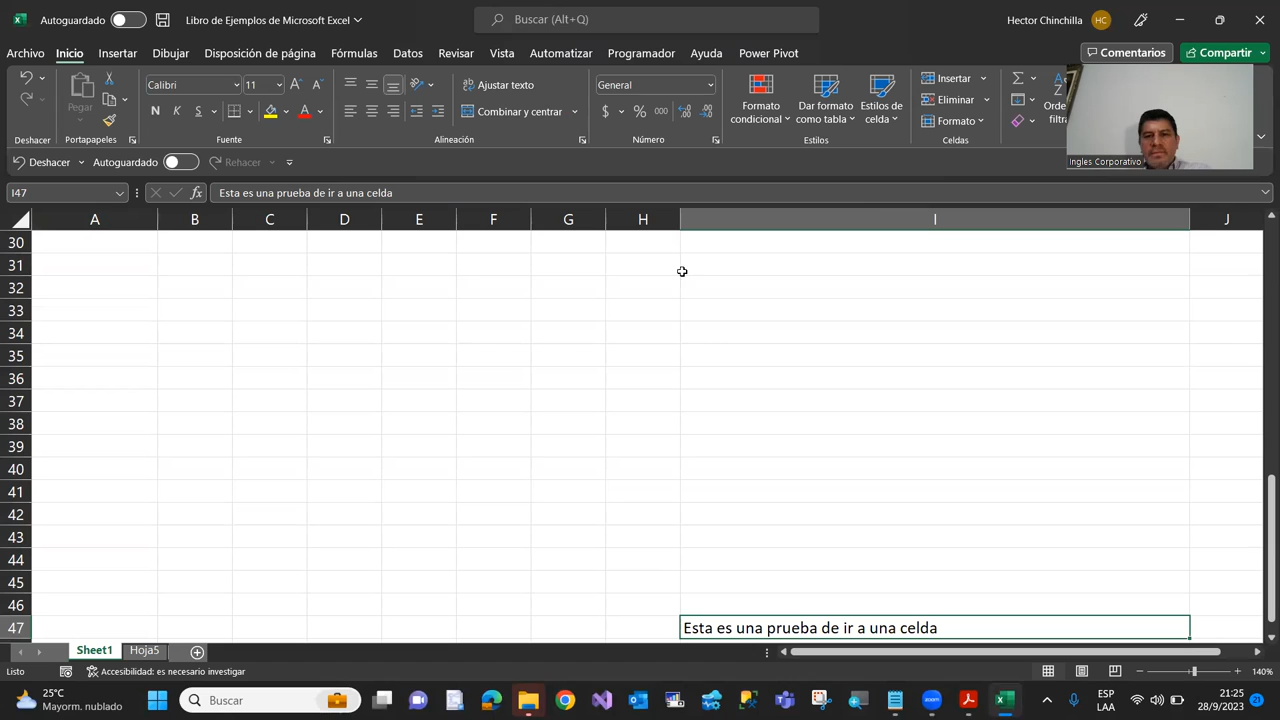 Autoguardado
Libro de Ejemplos de Microsoft Excel
Buscar (Alt+Q)
Hector Chinchilla
HC
Archivo Inicio Insertar Dibujar Disposición de página Fórmulas Datos Revisar Vista Automatizar Programador Ayuda Power Pivot
Comentarios
Compartir
Pegar
Calibri
11
N K S
Ajustar texto
Combinar y centrar
General
$ % 000
Formato condicional
Dar formato como tabla
Estilos de celda
Insertar
Eliminar
Formato
Deshacer
Portapapeles
Fuente
Alineación
Número
Estilos
Celdas
Ingles Corporativo
Deshacer
Autoguardado
Rehacer
I47
fx
Esta es una prueba de ir a una celda
A B C D E F G H I J
30
31
32
33
34
35
36
37
38
39
40
41
42
43
44
45
46
47 Esta es una prueba de ir a una celda
Sheet1 Hoja5
Listo
Accesibilidad: es necesario investigar
140%
25°C
Mayorm. nublado
Buscar
zoom
ESP
LAA
21:25
28/9/2023